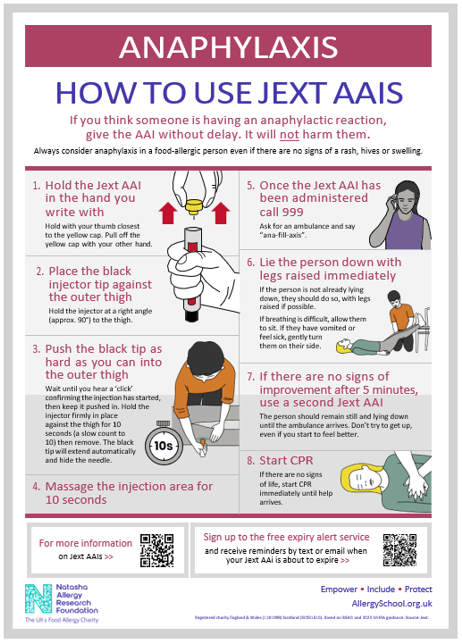 ANAPHYLAXIS
HOW TO USE JEXT AAIS
If you think someone is having an anaphylactic reaction,
give the AAI without delay. It will not harm them.
Always consider anaphylaxis in a food-allergic person even if there are no signs of a rash, hives or swelling.
1. Hold the Jext AAI
in the hand you
write with
Hold with your thumb closest
to the yellow cap. Pull off the
yellow cap with your other hand.
2. Place the black
injector tip against
the outer thigh
Hold the injector at a right angle
(approx. 90°) to the thigh.
3. Push the black tip as
hard as you can into
the outer thigh
Wait until you hear a ‘click’
confirming the injection has started,
then keep it pushed in. Hold the
injector firmly in place
against the thigh for 10
seconds (a slow count to
10) then remove. The black
tip will extend automatically
and hide the needle.
10s
4. Massage the injection area for
10 seconds
5. Once the Jext AAI has
been administered
call 999
Ask for an ambulance and say
“ana-fill-axis”.
6. Lie the person down with
legs raised immediately
If the person is not already lying
down, they should do so, with legs
raised if possible.
If breathing is difficult, allow them
to sit. If they have vomited or
feel sick, gently turn
them on their side.
7. If there are no signs of
improvement after 5 minutes,
use a second Jext AAI
The person should remain still and lying down
until the ambulance arrives. Don’t try to get up,
even if you start to feel better.
8. Start CPR
If there are no signs
of life, start CPR
immediately until help
arrives.
For more information
on Jext AAIs >>
Sign up to the free expiry alert service
and receive reminders by text or email when
your Jext AAI is about to expire >>
Natasha
Allergy
Research
Foundation
The UK's Food Allergy Charity
Empower • Include • Protect
AllergySchool.org.uk